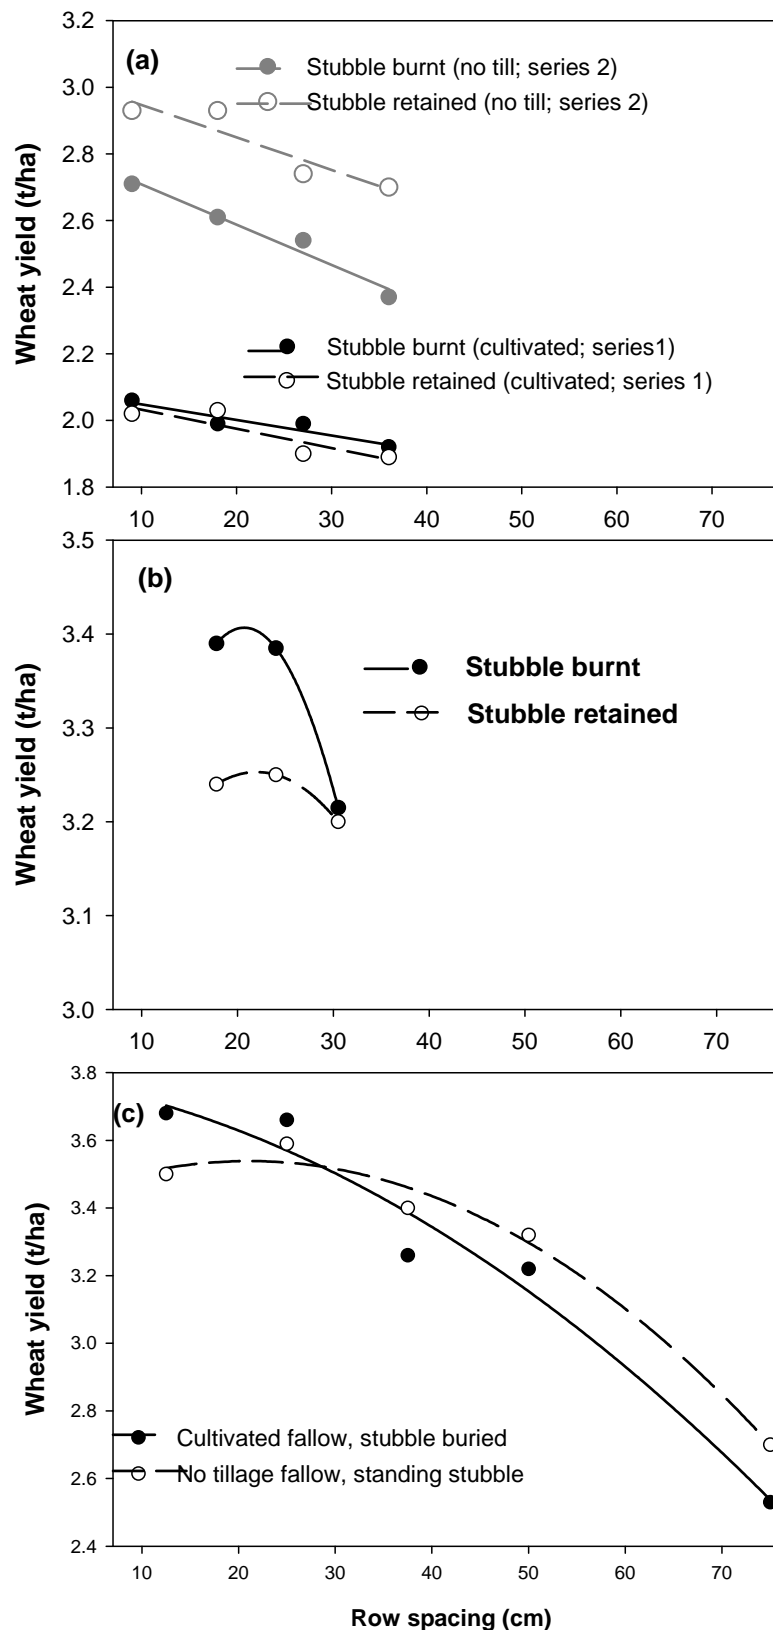 3.2
(a)
Stubble burnt (no till; series 2)
3.0
Stubble retained (no till; series 2)
2.8
2.6
Wheat yield (t/ha)
2.4
Stubble burnt (cultivated; series1)
2.2
Stubble retained (cultivated; series 1)
2.0
1.8
10 20 30 40 50 60 70
3.5
(b)
3.4
Stubble burnt
Stubble retained
3.3
Wheat yield (t/ha)
3.2
3.1
3.0
10 20 30 40 50 60 70
3.8
(c)
3.6
3.4
3.2
Wheat yield (t/ha)
3.0
2.8
Cultivated fallow, stubble buried
No tillage fallow, standing stubble
2.6
2.4
10 20 30 40 50 60 70
Row spacing (cm)